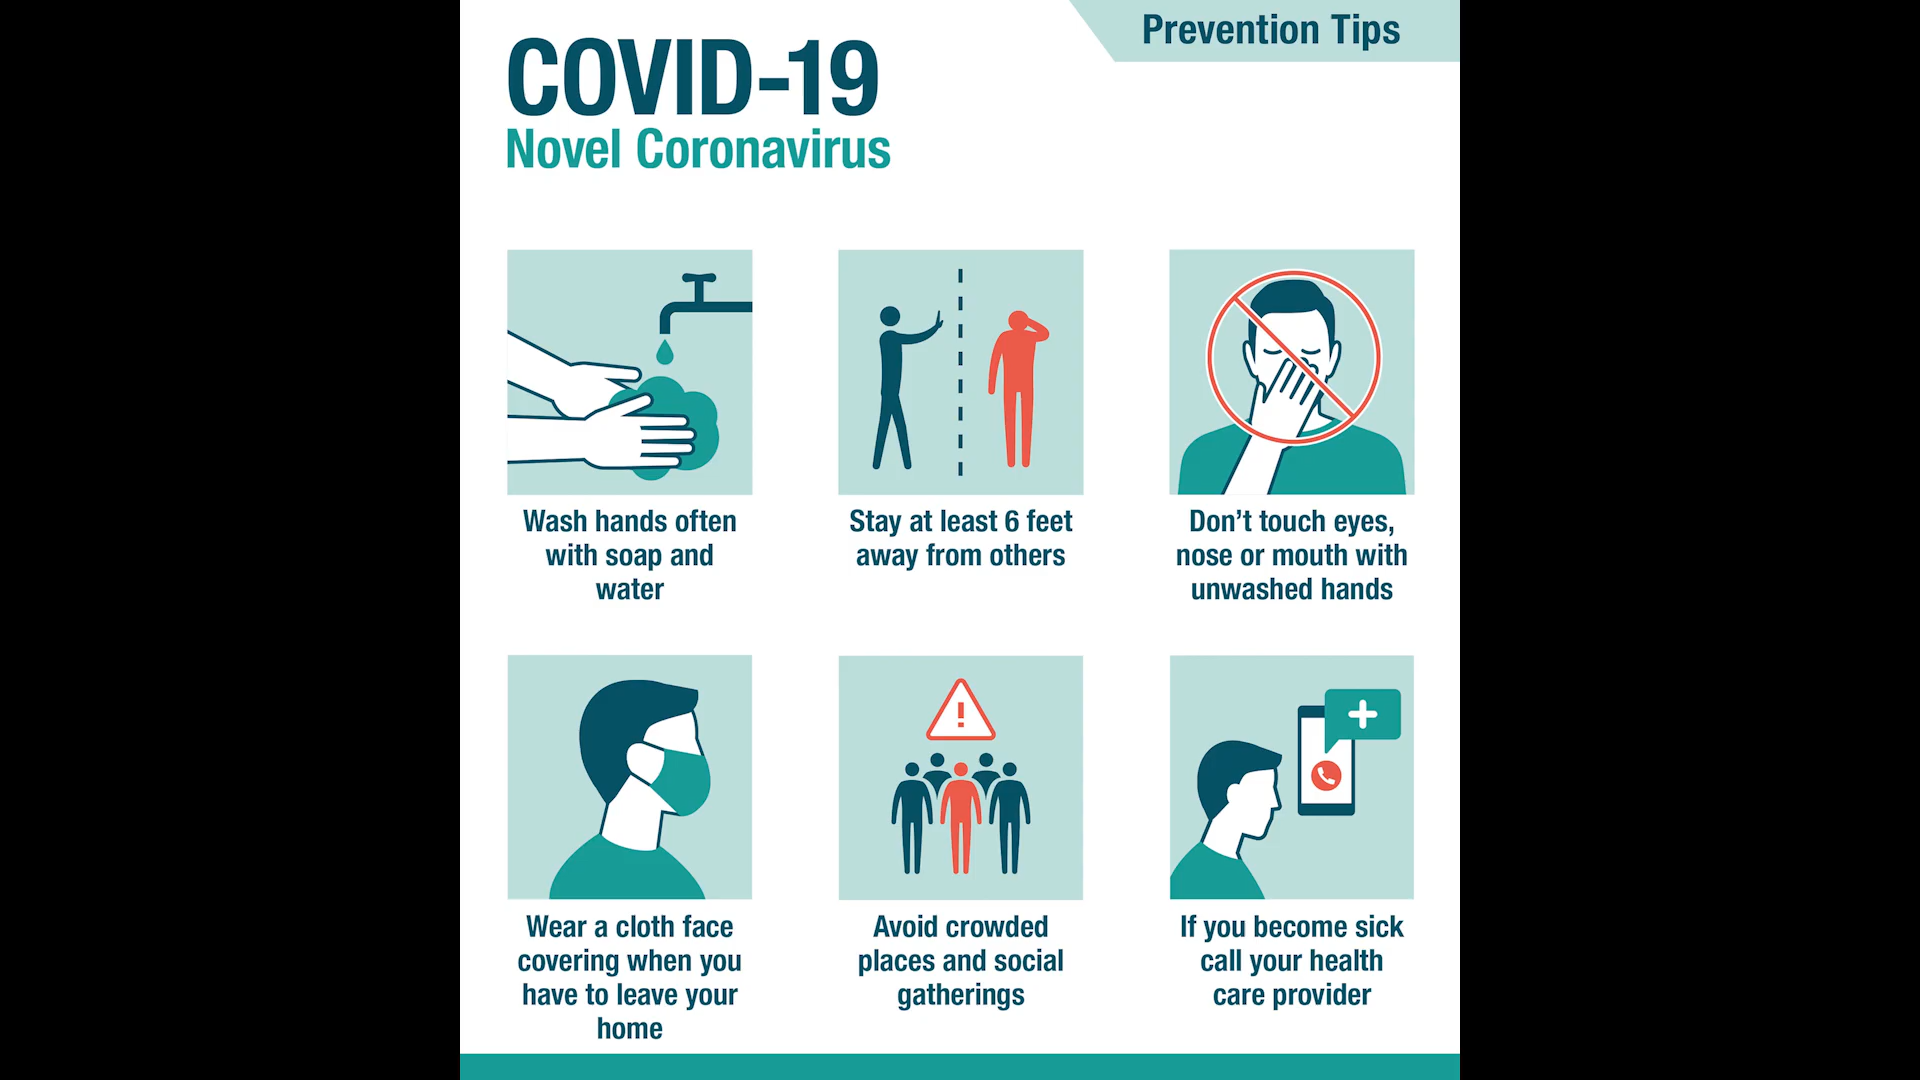 Prevention Tips
COVID-19
Novel Coronavirus
Wash hands often
with soap and
water
Stay at least 6 feet
away from others
Don't touch eyes,
nose or mouth with
unwashed hands
Wear a cloth face
covering when you
have to leave your
home
Avoid crowded
places and social
gatherings
If you become sick
call your health
care provider